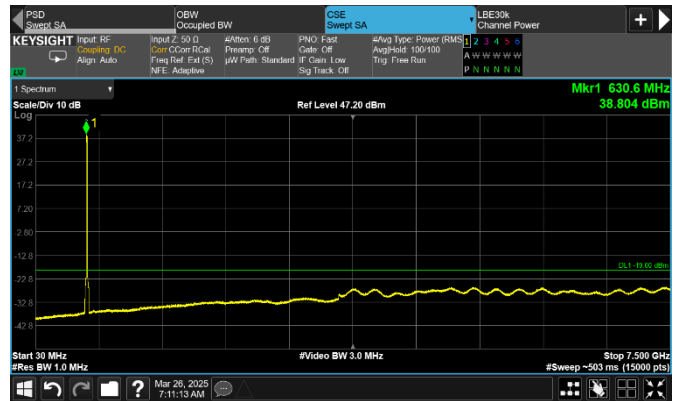 PSD
Swept SA
OBW
Occupied BW
CSE
Swept SA
LBE30k
Channel Power
KEYSIGHT
Input: RF
Coupling: DC
Align: Auto
Input Z: 50 Ω
Corr CCorr RCal
Freq Ref: Ext (S)
NFE: Adaptive
#Atten: 6 dB
Preamp: Off
µW Path: Standard
PNO: Fast
Gate: Off
IF Gain: Low
Sig Track: Off
#Avg Type: Power (RMS
Avg|Hold: 100/100
Trig: Free Run
1 2 3 4 5 6
A W W W W W
P N N N N N
LXI
1 Spectrum
Scale/Div 10 dB
Ref Level 47.20 dBm
Mkr1 630.6 MHz
38.804 dBm
Log
1
37.2
27.2
17.2
7.20
-2.80
-12.8
DL1 -19.00 dBm
-22.8
-32.8
-42.8
Start 30 MHz
#Video BW 3.0 MHz
Stop 7.500 GHz
#Res BW 1.0 MHz
#Sweep ~503 ms (15000 pts)
?
Mar 26, 2025
7:11:13 AM